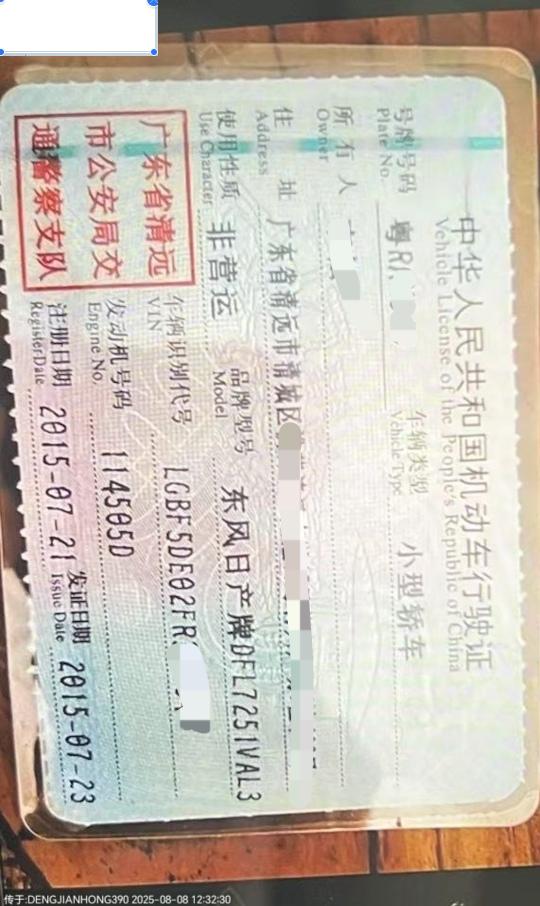 中华人民共和国机动车行驶证
Vehicle License of the People's Republic of China
号牌号码 粤R 车辆类型 小型轿车
Plate No. Vehicle Type
所有人
Owner
住址 广东省清远市清城区
Address
使用性质 非营运 品牌型号 东风日产牌DFL7251VAL3
Use Character Model
广东省清远
市公安局交
通警察支队
车辆识别代号 LGBF5DE02FR
VIN
发动机号码 114505D
Engine No.
注册日期 2015-07-21 发证日期 2015-07-23
Register Date Issue Date
传于:DENGJIANHONG390 2025-08-08 12:32:30